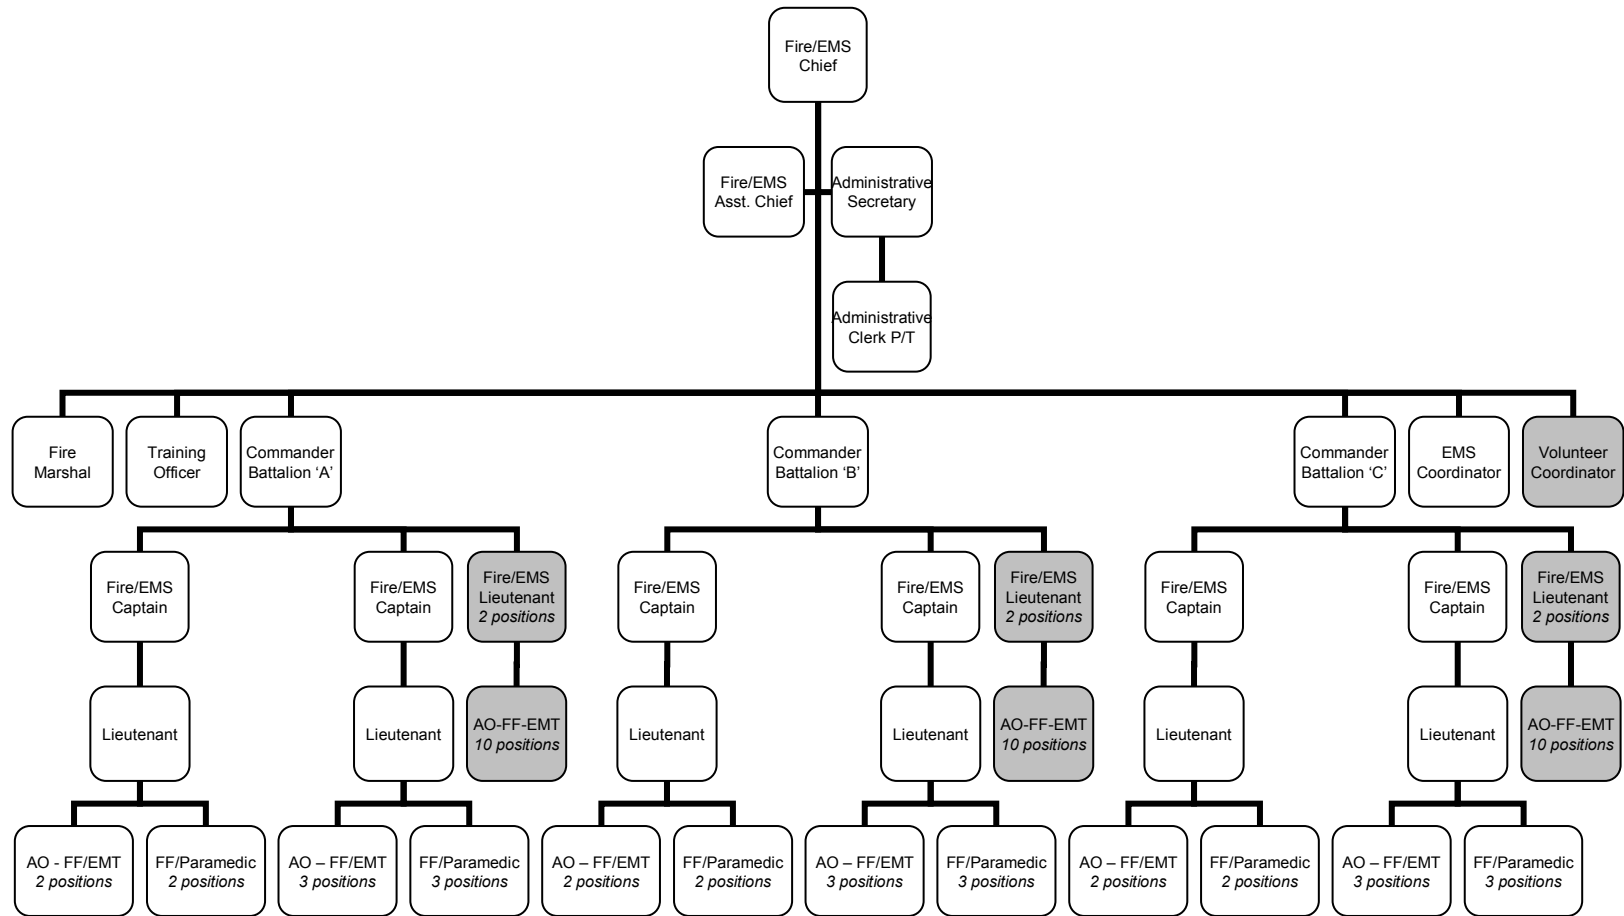 Fire/EMS
Chief
Fire/EMS
Asst. Chief
Administrative
Secretary
Administrative
Clerk P/T
Fire
Marshal
Training
Officer
Commander
Battalion ‘A’
Commander
Battalion ‘B’
Commander
Battalion ‘C’
EMS
Coordinator
Volunteer
Coordinator
Fire/EMS
Captain
Fire/EMS
Captain
Fire/EMS
Lieutenant
2 positions
Fire/EMS
Captain
Fire/EMS
Captain
Fire/EMS
Lieutenant
2 positions
Fire/EMS
Captain
Fire/EMS
Captain
Fire/EMS
Lieutenant
2 positions
Lieutenant
Lieutenant
AO-FF-EMT
10 positions
Lieutenant
Lieutenant
AO-FF-EMT
10 positions
Lieutenant
Lieutenant
AO-FF-EMT
10 positions
AO - FF/EMT
2 positions
FF/Paramedic
2 positions
AO – FF/EMT
3 positions
FF/Paramedic
3 positions
AO – FF/EMT
2 positions
FF/Paramedic
2 positions
AO – FF/EMT
3 positions
FF/Paramedic
3 positions
AO – FF/EMT
2 positions
FF/Paramedic
2 positions
AO – FF/EMT
3 positions
FF/Paramedic
3 positions